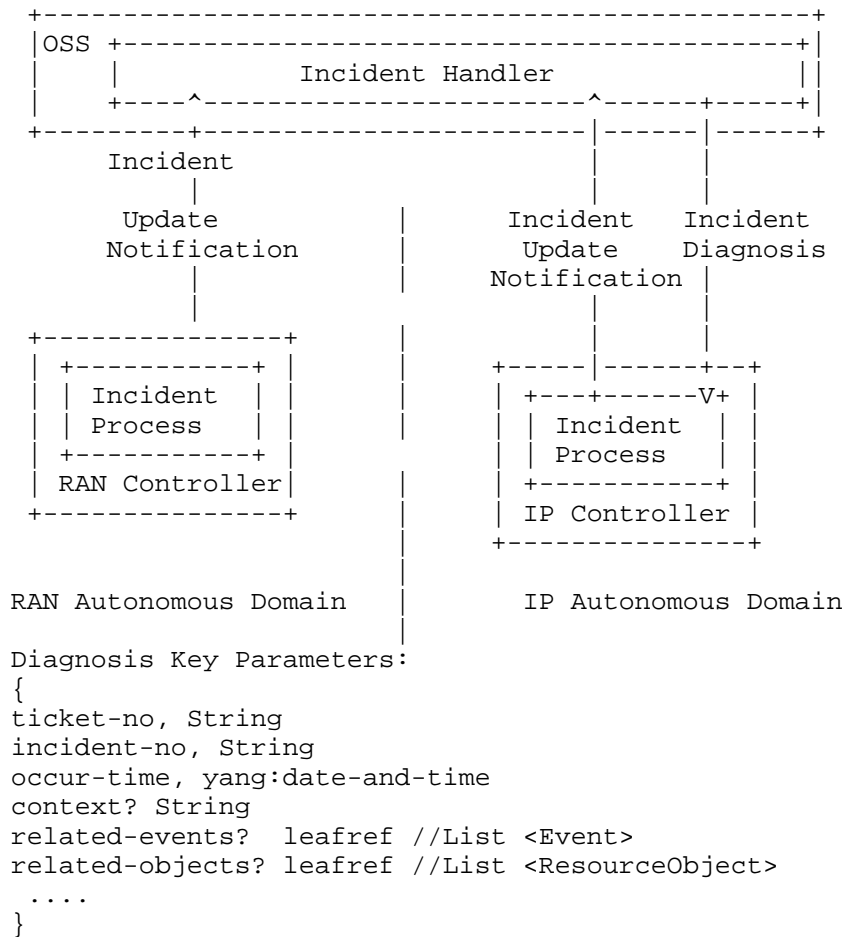 OSS
Incident Handler
Incident
Update Incident Incident
Notification Update Diagnosis
Notification
Incident
Process Incident
Process
RAN Controller
IP Controller
RAN Autonomous Domain IP Autonomous Domain
Diagnosis Key Parameters:
{
ticket-no, String
incident-no, String
occur-time, yang:date-and-time
context? String
related-events? leafref //List <Event>
related-objects? leafref //List <ResourceObject>
....
}